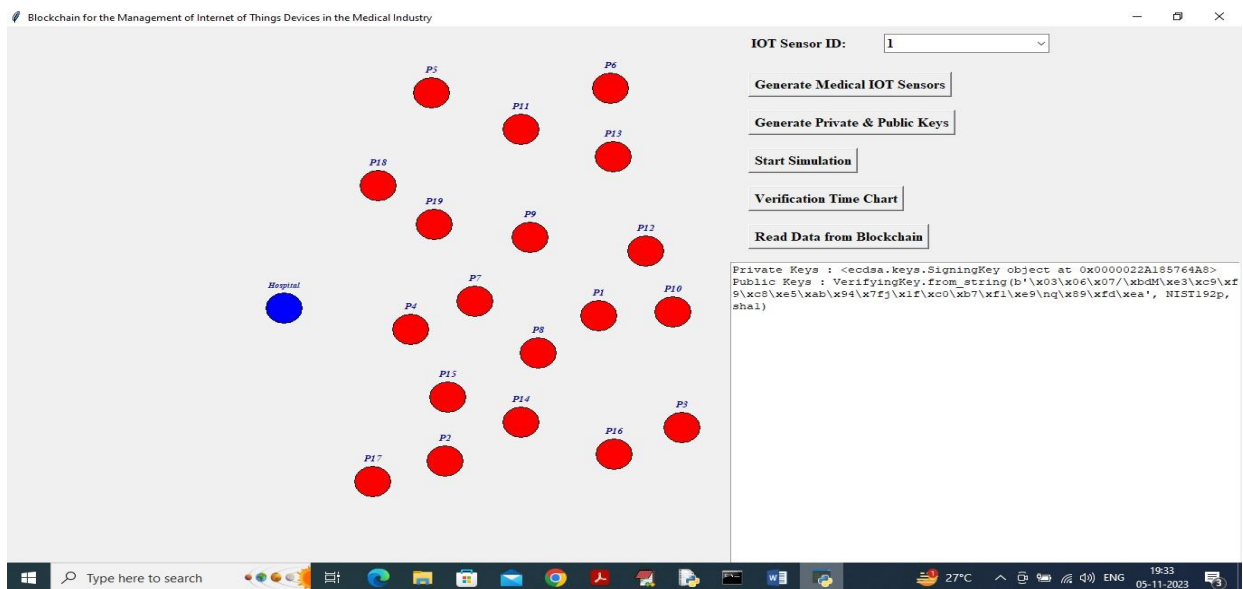 Blockchain for the Management of Internet of Things Devices in the Medical Industry
IOT Sensor ID: 1
P5
P6
Generate Medical IOT Sensors
P11
Generate Private & Public Keys
P13
P18
Start Simulation
P19
Verification Time Chart
P9
P12
Read Data from Blockchain
Private Keys : <ecdsa.keys.SigningKey object at 0x0000022A185764A8>
Public Keys : VerifyingKey.from_string(b'\x03\x06\x07/\xbdM\xe3\xc9\xf
9\xc8\xe5\xab\x94\x7fj\x1f\xc0\xb7\xf1\xe9\nq\x89\xfd\xea', NIST192p,
sha1)
Hospital
P7
P4
P1
P10
P8
P15
P14
P3
P2
P16
P17
Type here to search
27°C
ENG
19:33
05-11-2023
3